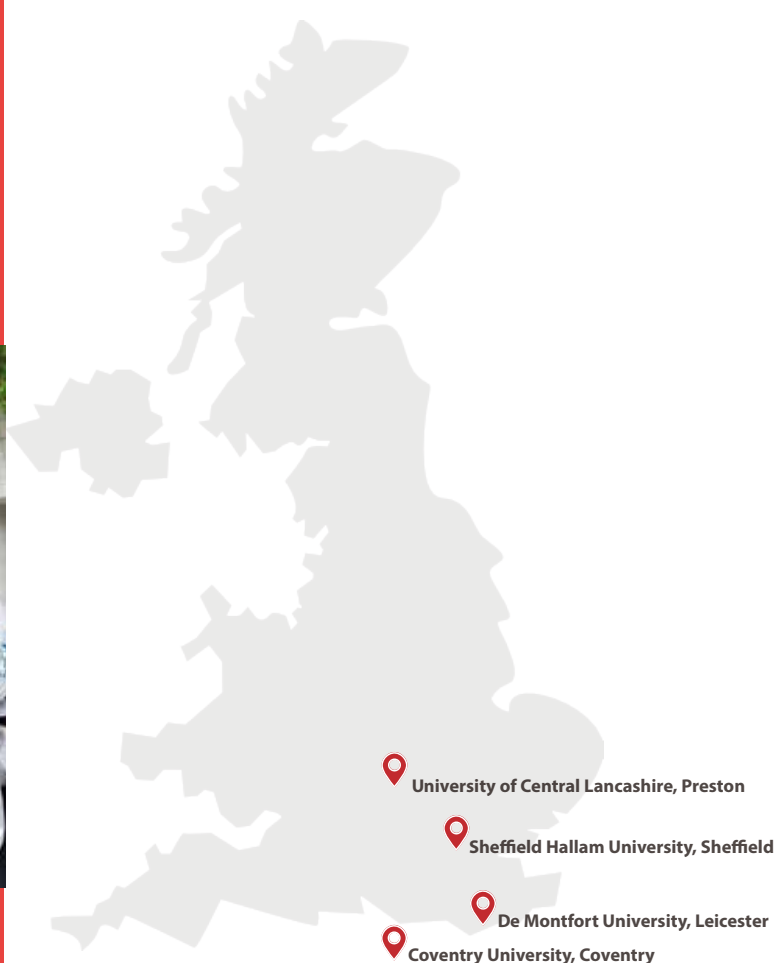 University of Central Lancashire, Preston
Sheffield Hallam University, Sheffield
De Montfort University, Leicester
Coventry University, Coventry